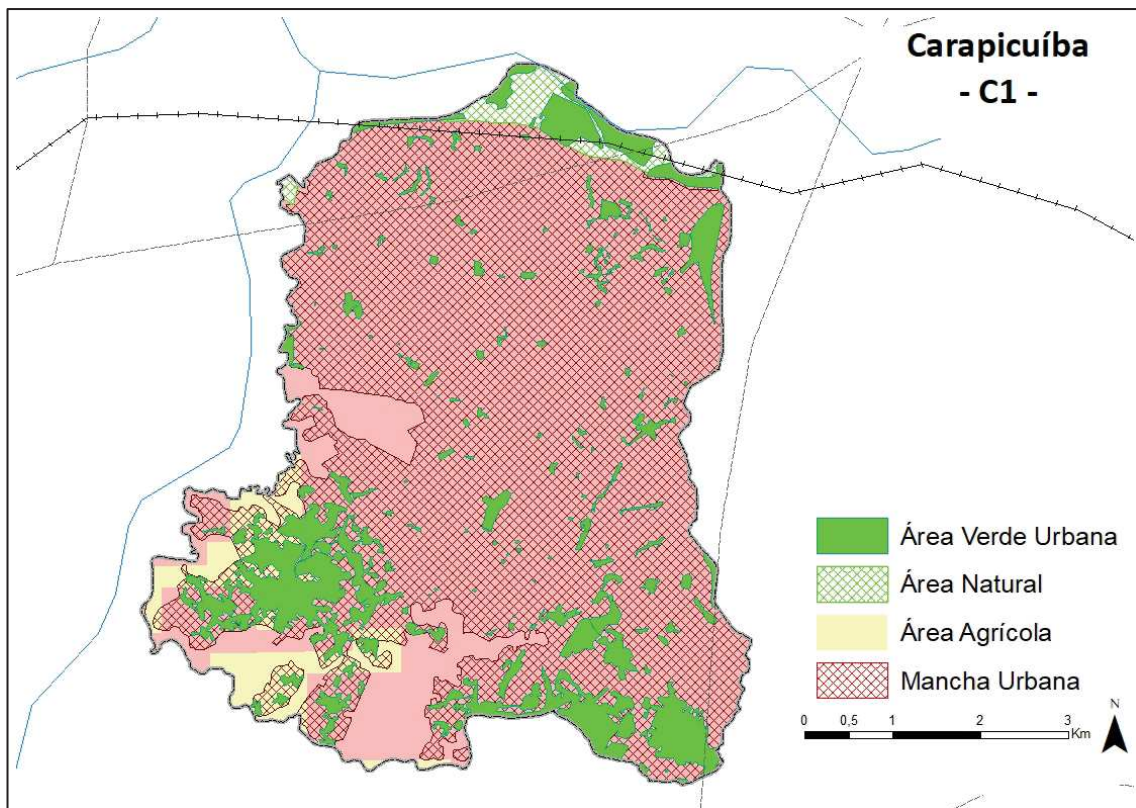 Carapicuíba
- C1 -
Área Verde Urbana
Área Natural
Área Agrícola
Mancha Urbana
N
0 0,5 1 2 3
Km